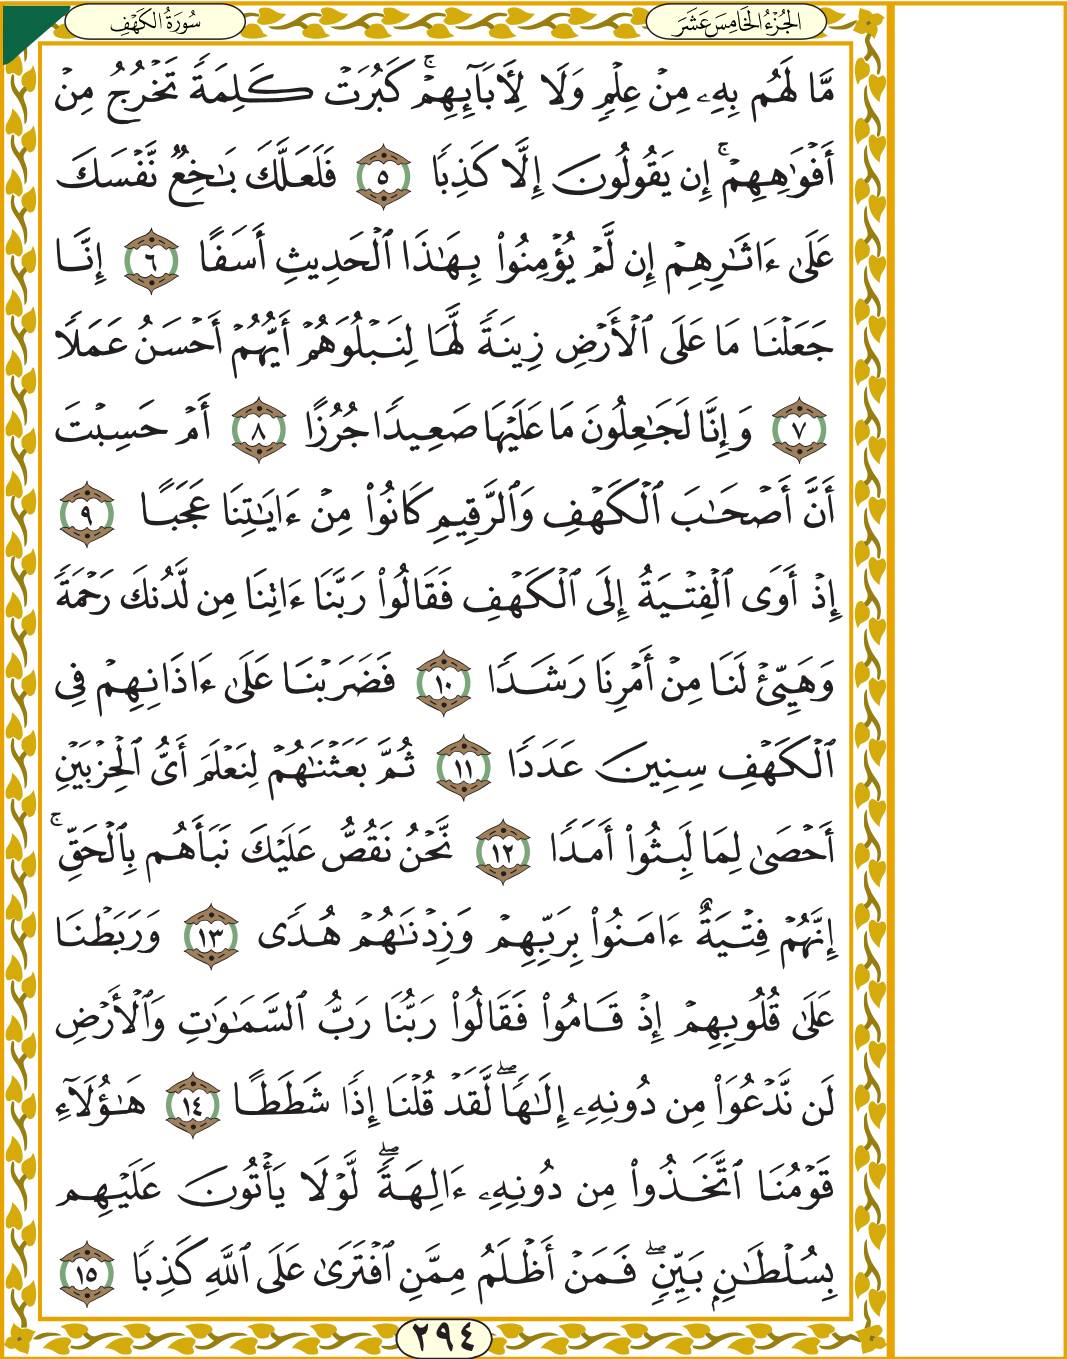 الجُزْءُ الخَامِسَ عَشَرَ
سُورَةُ الكَهْفِ
مَّا لَهُم بِهِۦ مِنْ عِلْمٍ وَلَا لِأَبَآئِهِمْۚ كَبُرَتْ كَلِمَةً تَخْرُجُ مِنْ
أَفْوَٰهِهِمْۚ إِن يَقُولُونَ إِلَّا كَذِبًا ٥ فَلَعَلَّكَ بَٰخِعٌ نَّفْسَكَ
عَلَىٰٓ ءَاثَٰرِهِمْ إِن لَّمْ يُؤْمِنُوا۟ بِهَٰذَا ٱلْحَدِيثِ أَسَفًا ٦ إِنَّا
جَعَلْنَا مَا عَلَى ٱلْأَرْضِ زِينَةً لَّهَا لِنَبْلُوَهُمْ أَيُّهُمْ أَحْسَنُ عَمَلًا
٧ وَإِنَّا لَجَٰعِلُونَ مَا عَلَيْهَا صَعِيدًا جُرُزًا ٨ أَمْ حَسِبْتَ
أَنَّ أَصْحَٰبَ ٱلْكَهْفِ وَٱلرَّقِيمِ كَانُوا۟ مِنْ ءَايَٰتِنَا عَجَبًا ٩
إِذْ أَوَى ٱلْفِتْيَةُ إِلَى ٱلْكَهْفِ فَقَالُوا۟ رَبَّنَآ ءَاتِنَا مِن لَّدُنكَ رَحْمَةً
وَهَيِّئْ لَنَا مِنْ أَمْرِنَا رَشَدًا ١٠ فَضَرَبْنَا عَلَىٰٓ ءَاذَانِهِمْ فِى
ٱلْكَهْفِ سِنِينَ عَدَدًا ١١ ثُمَّ بَعَثْنَٰهُمْ لِنَعْلَمَ أَىُّ ٱلْحِزْبَيْنِ
أَحْصَىٰ لِمَا لَبِثُوٓا۟ أَمَدًا ١٢ نَّحْنُ نَقُصُّ عَلَيْكَ نَبَأَهُم بِٱلْحَقِّۚ
إِنَّهُمْ فِتْيَةٌ ءَامَنُوا۟ بِرَبِّهِمْ وَزِدْنَٰهُمْ هُدًى ١٣ وَرَبَطْنَا
عَلَىٰ قُلُوبِهِمْ إِذْ قَامُوا۟ فَقَالُوا۟ رَبُّنَا رَبُّ ٱلسَّمَٰوَٰتِ وَٱلْأَرْضِ
لَن نَّدْعُوَا۟ مِن دُونِهِۦٓ إِلَٰهًاۖ لَّقَدْ قُلْنَآ إِذًا شَطَطًا ١٤ هَٰٓؤُلَآءِ
قَوْمُنَا ٱتَّخَذُوا۟ مِن دُونِهِۦٓ ءَالِهَةًۖ لَّوْلَا يَأْتُونَ عَلَيْهِم
بِسُلْطَٰنٍۭ بَيِّنٍۖ فَمَنْ أَظْلَمُ مِمَّنِ ٱفْتَرَىٰ عَلَى ٱللَّهِ كَذِبًا ١٥
٢٩٤